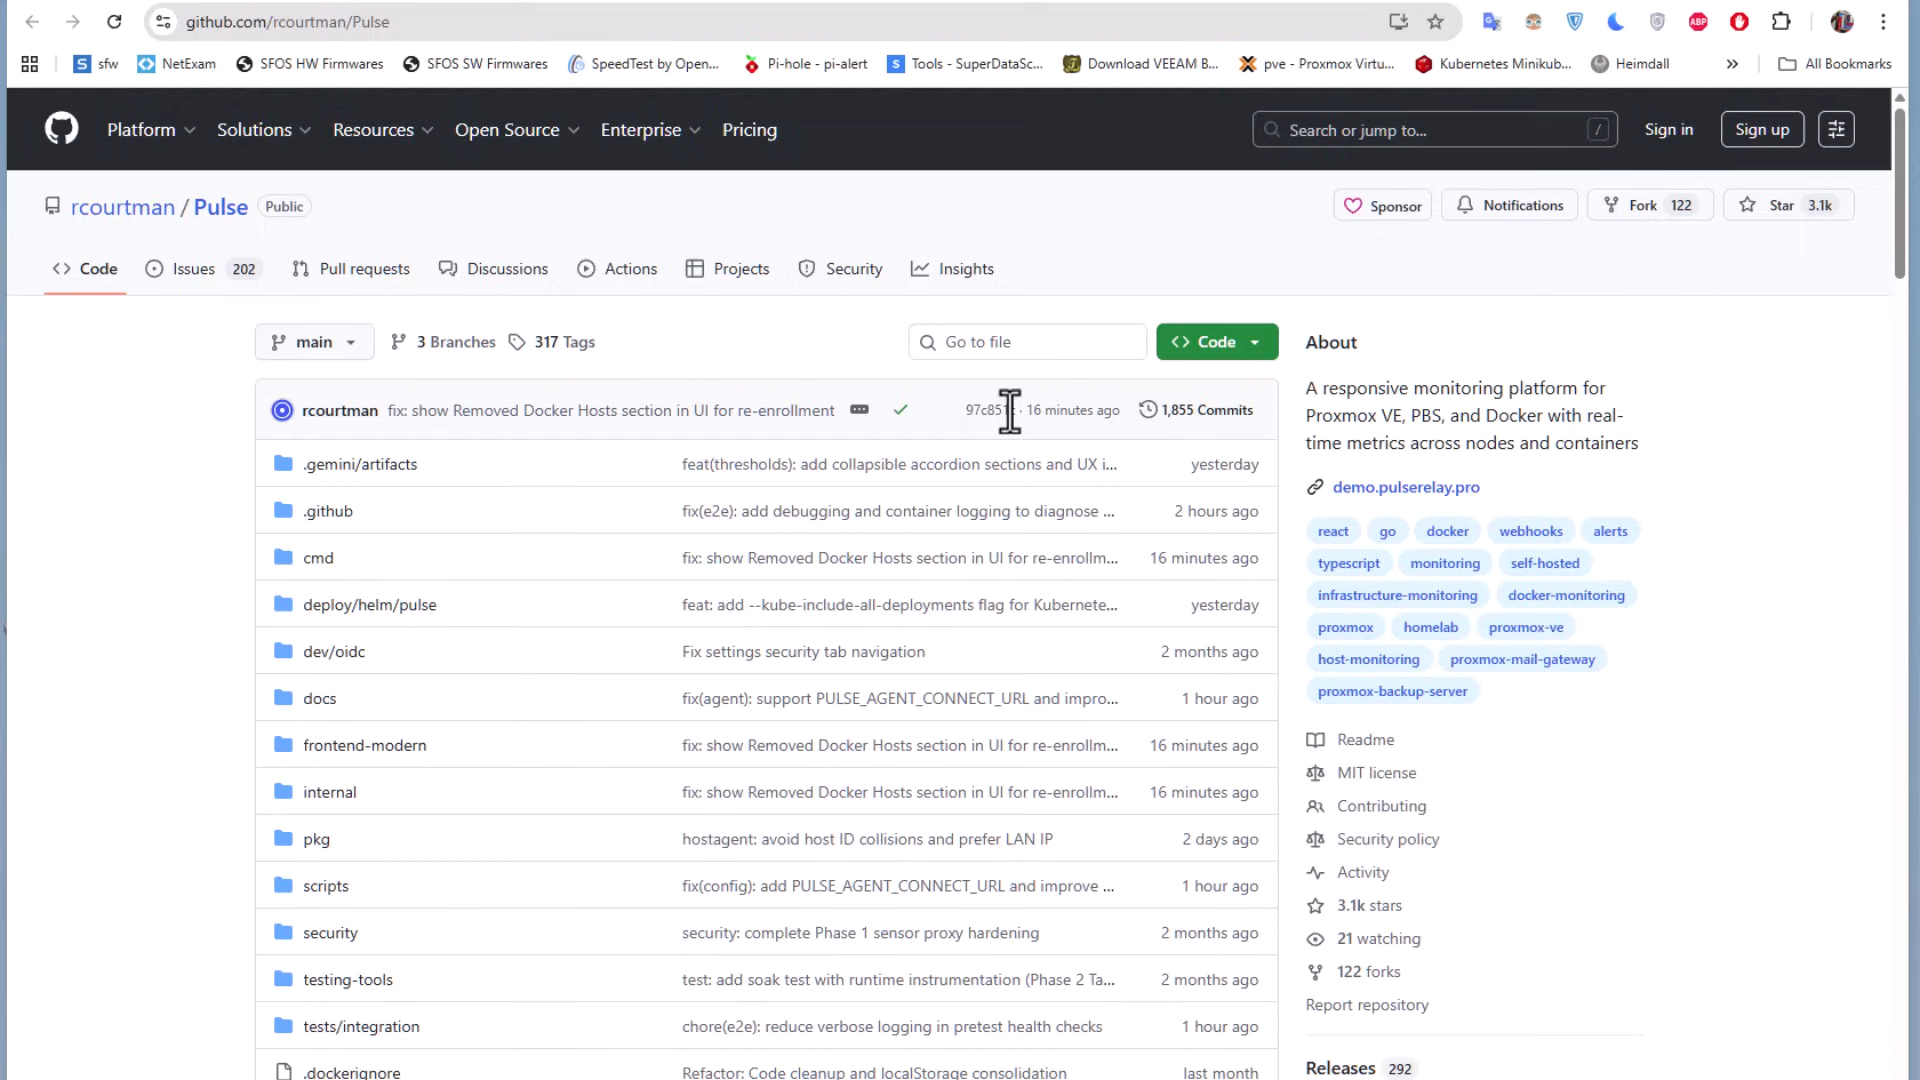 github.com/rcourtman/Pulse
sfw
NetExam
SFOS HW Firmwares
SFOS SW Firmwares
SpeedTest by Open...
Pi-hole - pi-alert
Tools - SuperDataSc...
Download VEEAM B...
pve - Proxmox Virtu...
Kubernetes Minikub...
Heimdall
»
All Bookmarks
Platform
Solutions
Resources
Open Source
Enterprise
Pricing
Search or jump to...
/
Sign in
Sign up
rcourtman / Pulse
Public
Sponsor
Notifications
Fork 122
Star 3.1k
Code
Issues 202
Pull requests
Discussions
Actions
Projects
Security
Insights
main
3 Branches
317 Tags
Go to file
Code
rcourtman fix: show Removed Docker Hosts section in UI for re-enrollment
· 16 minutes ago
1,855 Commits
.gemini/artifacts feat(thresholds): add collapsible accordion sections and UX i... yesterday
.github fix(e2e): add debugging and container logging to diagnose ... 2 hours ago
cmd fix: show Removed Docker Hosts section in UI for re-enrollm... 16 minutes ago
deploy/helm/pulse feat: add --kube-include-all-deployments flag for Kubernete... yesterday
dev/oidc Fix settings security tab navigation 2 months ago
docs fix(agent): support PULSE_AGENT_CONNECT_URL and impro... 1 hour ago
frontend-modern fix: show Removed Docker Hosts section in UI for re-enrollm... 16 minutes ago
internal fix: show Removed Docker Hosts section in UI for re-enrollm... 16 minutes ago
pkg hostagent: avoid host ID collisions and prefer LAN IP 2 days ago
scripts fix(config): add PULSE_AGENT_CONNECT_URL and improve ... 1 hour ago
security security: complete Phase 1 sensor proxy hardening 2 months ago
testing-tools test: add soak test with runtime instrumentation (Phase 2 Ta... 2 months ago
tests/integration chore(e2e): reduce verbose logging in pretest health checks 1 hour ago
.dockerignore Refactor: Code cleanup and localStorage consolidation last month
About
A responsive monitoring platform for
Proxmox VE, PBS, and Docker with real-
time metrics across nodes and containers
demo.pulserelay.pro
react go docker webhooks alerts
typescript monitoring self-hosted
infrastructure-monitoring docker-monitoring
proxmox homelab proxmox-ve
host-monitoring proxmox-mail-gateway
proxmox-backup-server
Readme
MIT license
Contributing
Security policy
Activity
3.1k stars
21 watching
122 forks
Report repository
Releases 292